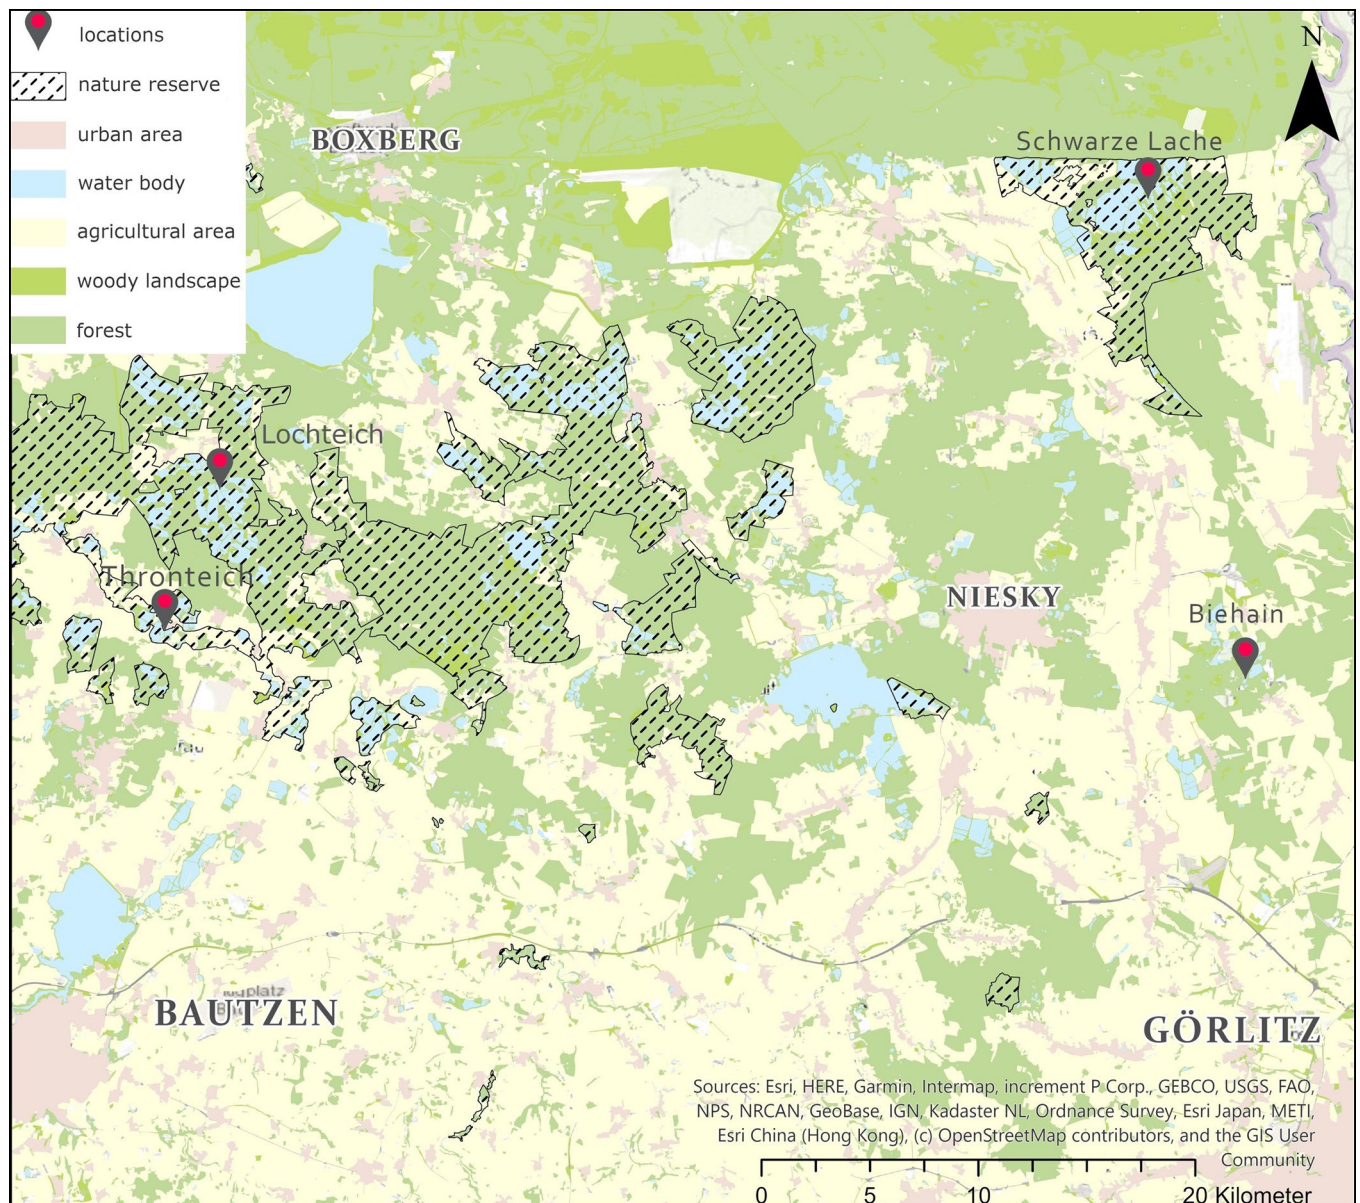 locations
nature reserve
urban area
water body
agricultural area
woody landscape
forest
N
BOXBERG
Schwarze Lache
Lochteich
Thronteich
NIESKY
Biehain
BAUTZEN
GÖRLITZ
Sources: Esri, HERE, Garmin, Intermap, increment P Corp., GEBCO, USGS, FAO,
NPS, NRCAN, GeoBase, IGN, Kadaster NL, Ordnance Survey, Esri Japan, METI,
Esri China (Hong Kong), (c) OpenStreetMap contributors, and the GIS User
Community
0 5 10 20 Kilometer